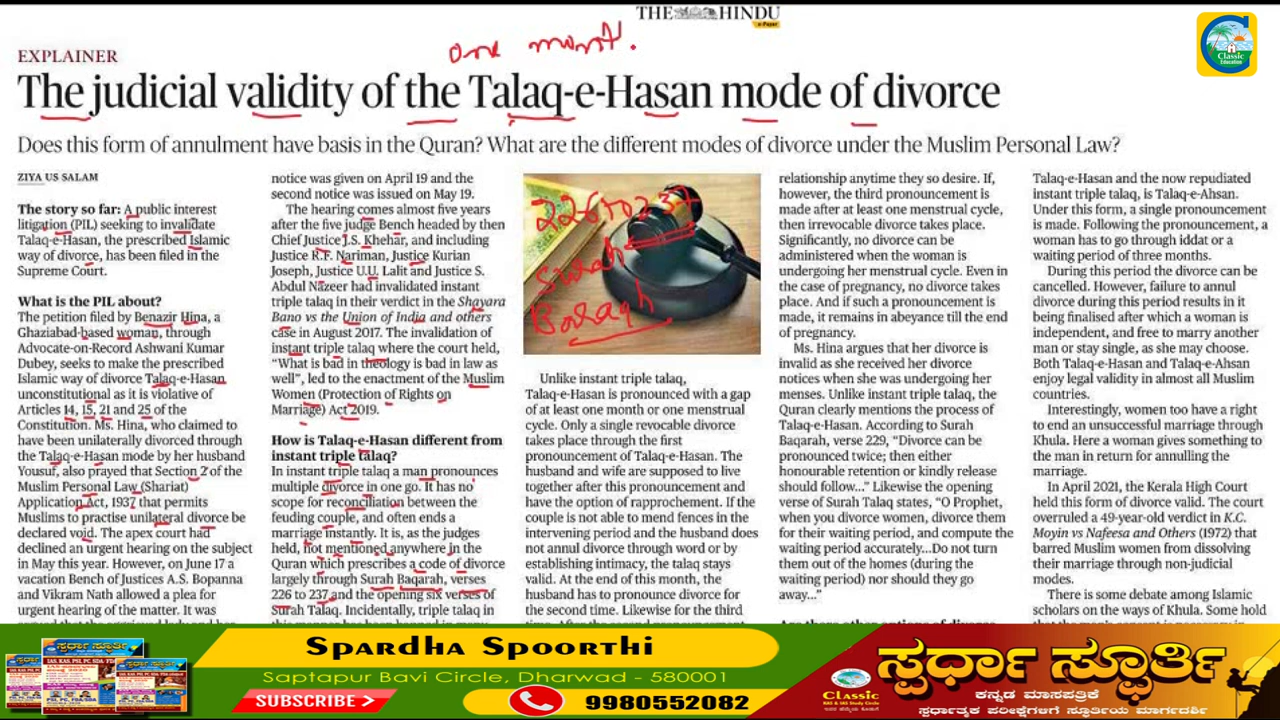 THE HINDU
e-Paper
Classic
Education
one month.
EXPLAINER
The judicial validity of the Talaq-e-Hasan mode of divorce
Does this form of annulment have basis in the Quran? What are the different modes of divorce under the Muslim Personal Law?
ZIYA US SALAM
The story so far: A public interest
litigation (PIL) seeking to invalidate
Talaq-e-Hasan, the prescribed Islamic
way of divorce, has been filed in the
Supreme Court.
What is the PIL about?
The petition filed by Benazir Hina, a
Ghaziabad-based woman, through
Advocate-on-Record Ashwani Kumar
Dubey, seeks to make the prescribed
Islamic way of divorce Talaq-e-Hasan
unconstitutional as it is violative of
Articles 14, 15, 21 and 25 of the
Constitution. Ms. Hina, who claimed to
have been unilaterally divorced through
the Talaq-e-Hasan mode by her husband
Yousuf, also prayed that Section 2 of the
Muslim Personal Law (Shariat)
Application Act, 1937 that permits
Muslims to practise unilateral divorce be
declared void. The apex court had
declined an urgent hearing on the subject
in May this year. However, on June 17 a
vacation Bench of Justices A.S. Bopanna
and Vikram Nath allowed a plea for
urgent hearing of the matter. It was
notice was given on April 19 and the
second notice was issued on May 19.
The hearing comes almost five years
after the five judge Bench headed by then
Chief Justice J.S. Khehar, and including
Justice R.F. Nariman, Justice Kurian
Joseph, Justice U.U. Lalit and Justice S.
Abdul Nazeer had invalidated instant
triple talaq in their verdict in the Shayara
Bano vs the Union of India and others
case in August 2017. The invalidation of
instant triple talaq where the court held,
“What is bad in theology is bad in law as
well”, led to the enactment of the Muslim
Women (Protection of Rights on
Marriage) Act 2019.
How is Talaq-e-Hasan different from
instant triple talaq?
In instant triple talaq a man pronounces
multiple divorce in one go. It has no
scope for reconciliation between the
feuding couple, and often ends a
marriage instantly. It is, as the judges
held, not mentioned anywhere in the
Quran which prescribes a code of divorce
largely through Surah Baqarah, verses
226 to 237 and the opening six verses of
Surah Talaq. Incidentally, triple talaq in
226 to 237
Surah
Baraqh
Unlike instant triple talaq,
Talaq-e-Hasan is pronounced with a gap
of at least one month or one menstrual
cycle. Only a single revocable divorce
takes place through the first
pronouncement of Talaq-e-Hasan. The
husband and wife are supposed to live
together after this pronouncement and
have the option of rapprochement. If the
couple is not able to mend fences in the
intervening period and the husband does
not annul divorce through word or by
establishing intimacy, the talaq stays
valid. At the end of this month, the
husband has to pronounce divorce for
the second time. Likewise for the third
relationship anytime they so desire. If,
however, the third pronouncement is
made after at least one menstrual cycle,
then irrevocable divorce takes place.
Significantly, no divorce can be
administered when the woman is
undergoing her menstrual cycle. Even in
the case of pregnancy, no divorce takes
place. And if such a pronouncement is
made, it remains in abeyance till the end
of pregnancy.
Ms. Hina argues that her divorce is
invalid as she received her divorce
notices when she was undergoing her
menses. Unlike instant triple talaq, the
Quran clearly mentions the process of
Talaq-e-Hasan. According to Surah
Baqarah, verse 229, “Divorce can be
pronounced twice; then either
honourable retention or kindly release
should follow...” Likewise the opening
verse of Surah Talaq states, “O Prophet,
when you divorce women, divorce them
for their waiting period, and compute the
waiting period accurately...Do not turn
them out of their homes (during the
waiting period) nor should they go
away...”
Talaq-e-Hasan and the now repudiated
instant triple talaq, is Talaq-e-Ahsan.
Under this form, a single pronouncement
is made. Following the pronouncement, a
woman has to go through iddat or a
waiting period of three months.
During this period the divorce can be
cancelled. However, failure to annul
divorce during this period results in it
being finalised after which a woman is
independent, and free to marry another
man or stay single, as she may choose.
Both Talaq-e-Hasan and Talaq-e-Ahsan
enjoy legal validity in almost all Muslim
countries.
Interestingly, women too have a right
to end an unsuccessful marriage through
Khula. Here a woman gives something to
the man in return for annulling the
marriage.
In April 2021, the Kerala High Court
held this form of divorce valid. The court
overruled a 49-year-old verdict in K.C.
Moyin vs Nafeesa and Others (1972) that
barred Muslim women from dissolving
their marriage through non-judicial
modes.
There is some debate among Islamic
scholars on the ways of Khula. Some hold
SPARDHA SPOORTHI
Saptapur Bavi Circle, Dharwad - 580001
SUBSCRIBE
9980552082
Classic
KAS & IAS Study Circle
ಸ್ಪರ್ಧಾ ಸ್ಫೂರ್ತಿ
ಕನ್ನಡ ಮಾಸಪತ್ರಿಕೆ
ಸ್ಪರ್ಧಾತ್ಮಕ ಪರೀಕ್ಷೆಗಳಿಗೆ ಸ್ಫೂರ್ತಿಯ ಮಾರ್ಗದರ್ಶಿ